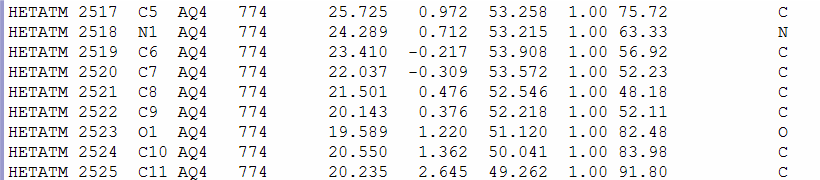 HETATM 2517  C5  AQ4   774      25.725   0.972  53.258  1.00 75.72           C
HETATM 2518  N1  AQ4   774      24.289   0.712  53.215  1.00 63.33           N
HETATM 2519  C6  AQ4   774      23.410  -0.217  53.908  1.00 56.92           C
HETATM 2520  C7  AQ4   774      22.037  -0.309  53.572  1.00 52.23           C
HETATM 2521  C8  AQ4   774      21.501   0.476  52.546  1.00 48.18           C
HETATM 2522  C9  AQ4   774      20.143   0.376  52.218  1.00 52.11           C
HETATM 2523  O1  AQ4   774      19.589   1.220  51.120  1.00 82.48           O
HETATM 2524  C10 AQ4   774      20.550   1.362  50.041  1.00 83.98           C
HETATM 2525  C11 AQ4   774      20.235   2.645  49.262  1.00 91.80           C